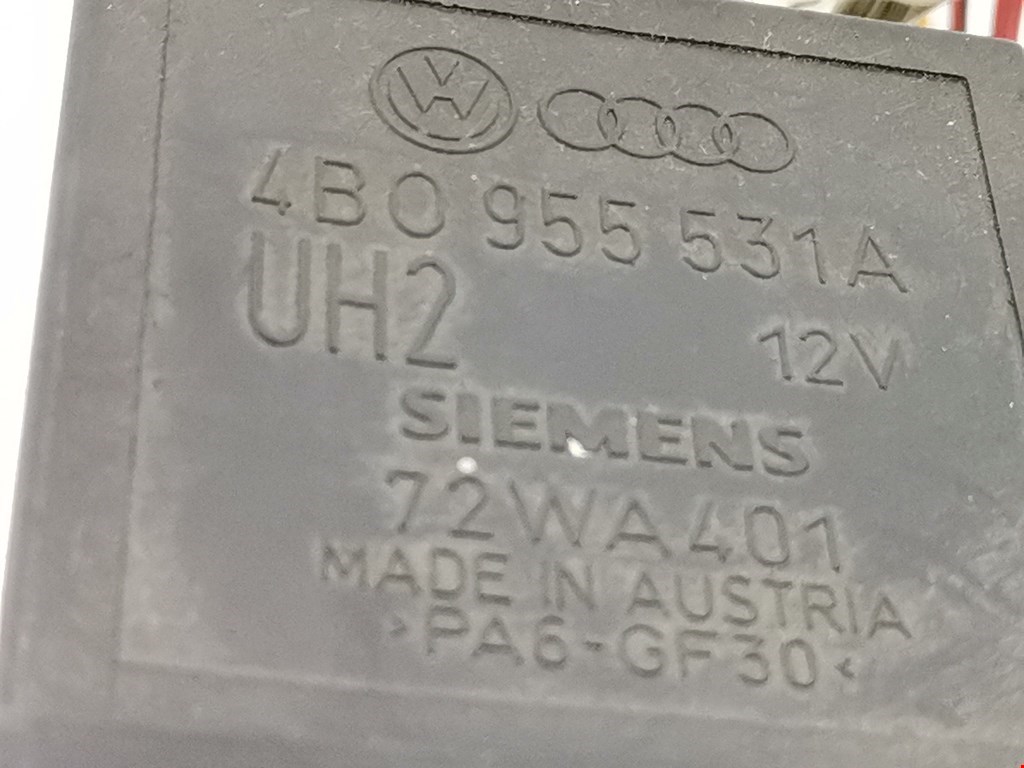 4B0 955 531A
UH2 12V
SIEMENS
72WA401
MADE IN AUSTRIA
>PA6-GF30<